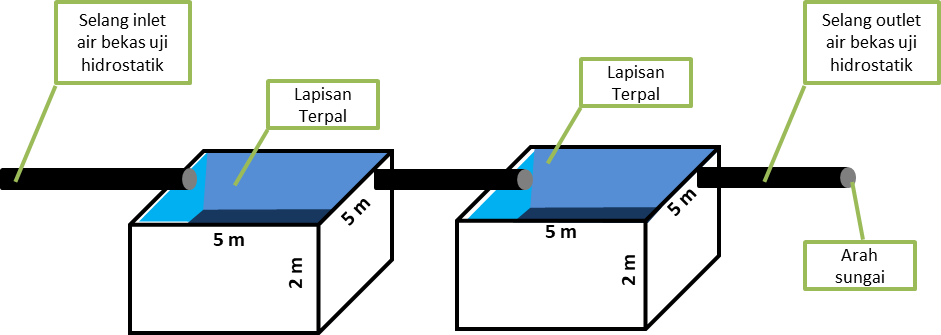 Selang inlet
air bekas uji
hidrostatik
Lapisan
Terpal
5 m
5 m
2 m
Lapisan
Terpal
5 m
5 m
2 m
Selang outlet
air bekas uji
hidrostatik
Arah
sungai